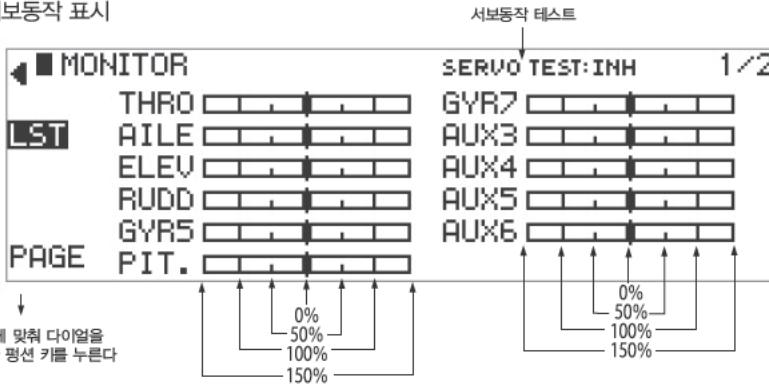 보동작 표시
서보동작 테스트
MONITOR SERVO TEST:INH 1/2
THRO GYR7
LST AILE AUX3
ELEV AUX4
RUDD AUX5
GYR5 AUX6
PAGE PIT.
0% 0%
50% 50%
100% 100%
150% 150%
맞춰 다이얼을
펑션 키를 누른다